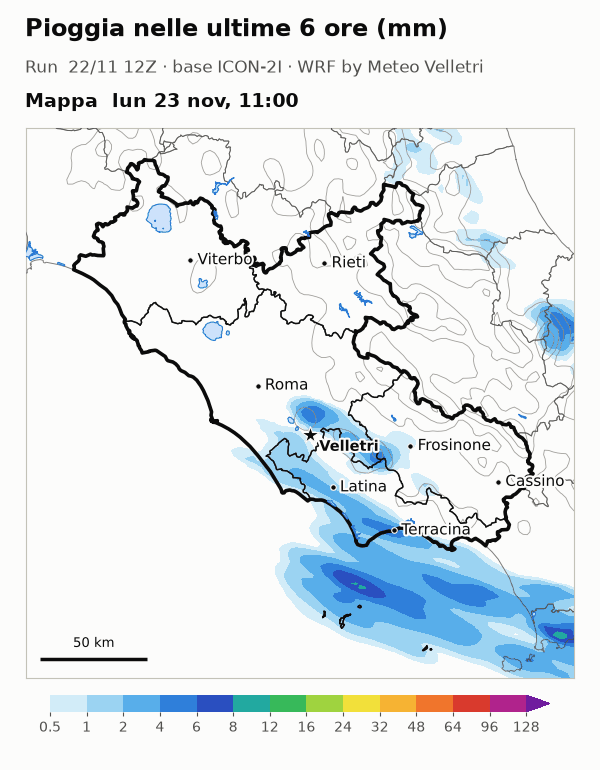 Pioggia nelle ultime 6 ore (mm)
Run  22/11 12Z · base ICON-2I · WRF by Meteo Velletri
Mappa  lun 23 nov, 11:00
Viterbo
Rieti
Roma
Velletri
Frosinone
Cassino
Latina
Terracina
50 km
0.5 1 2 4 6 8 12 16 24 32 48 64 96 128